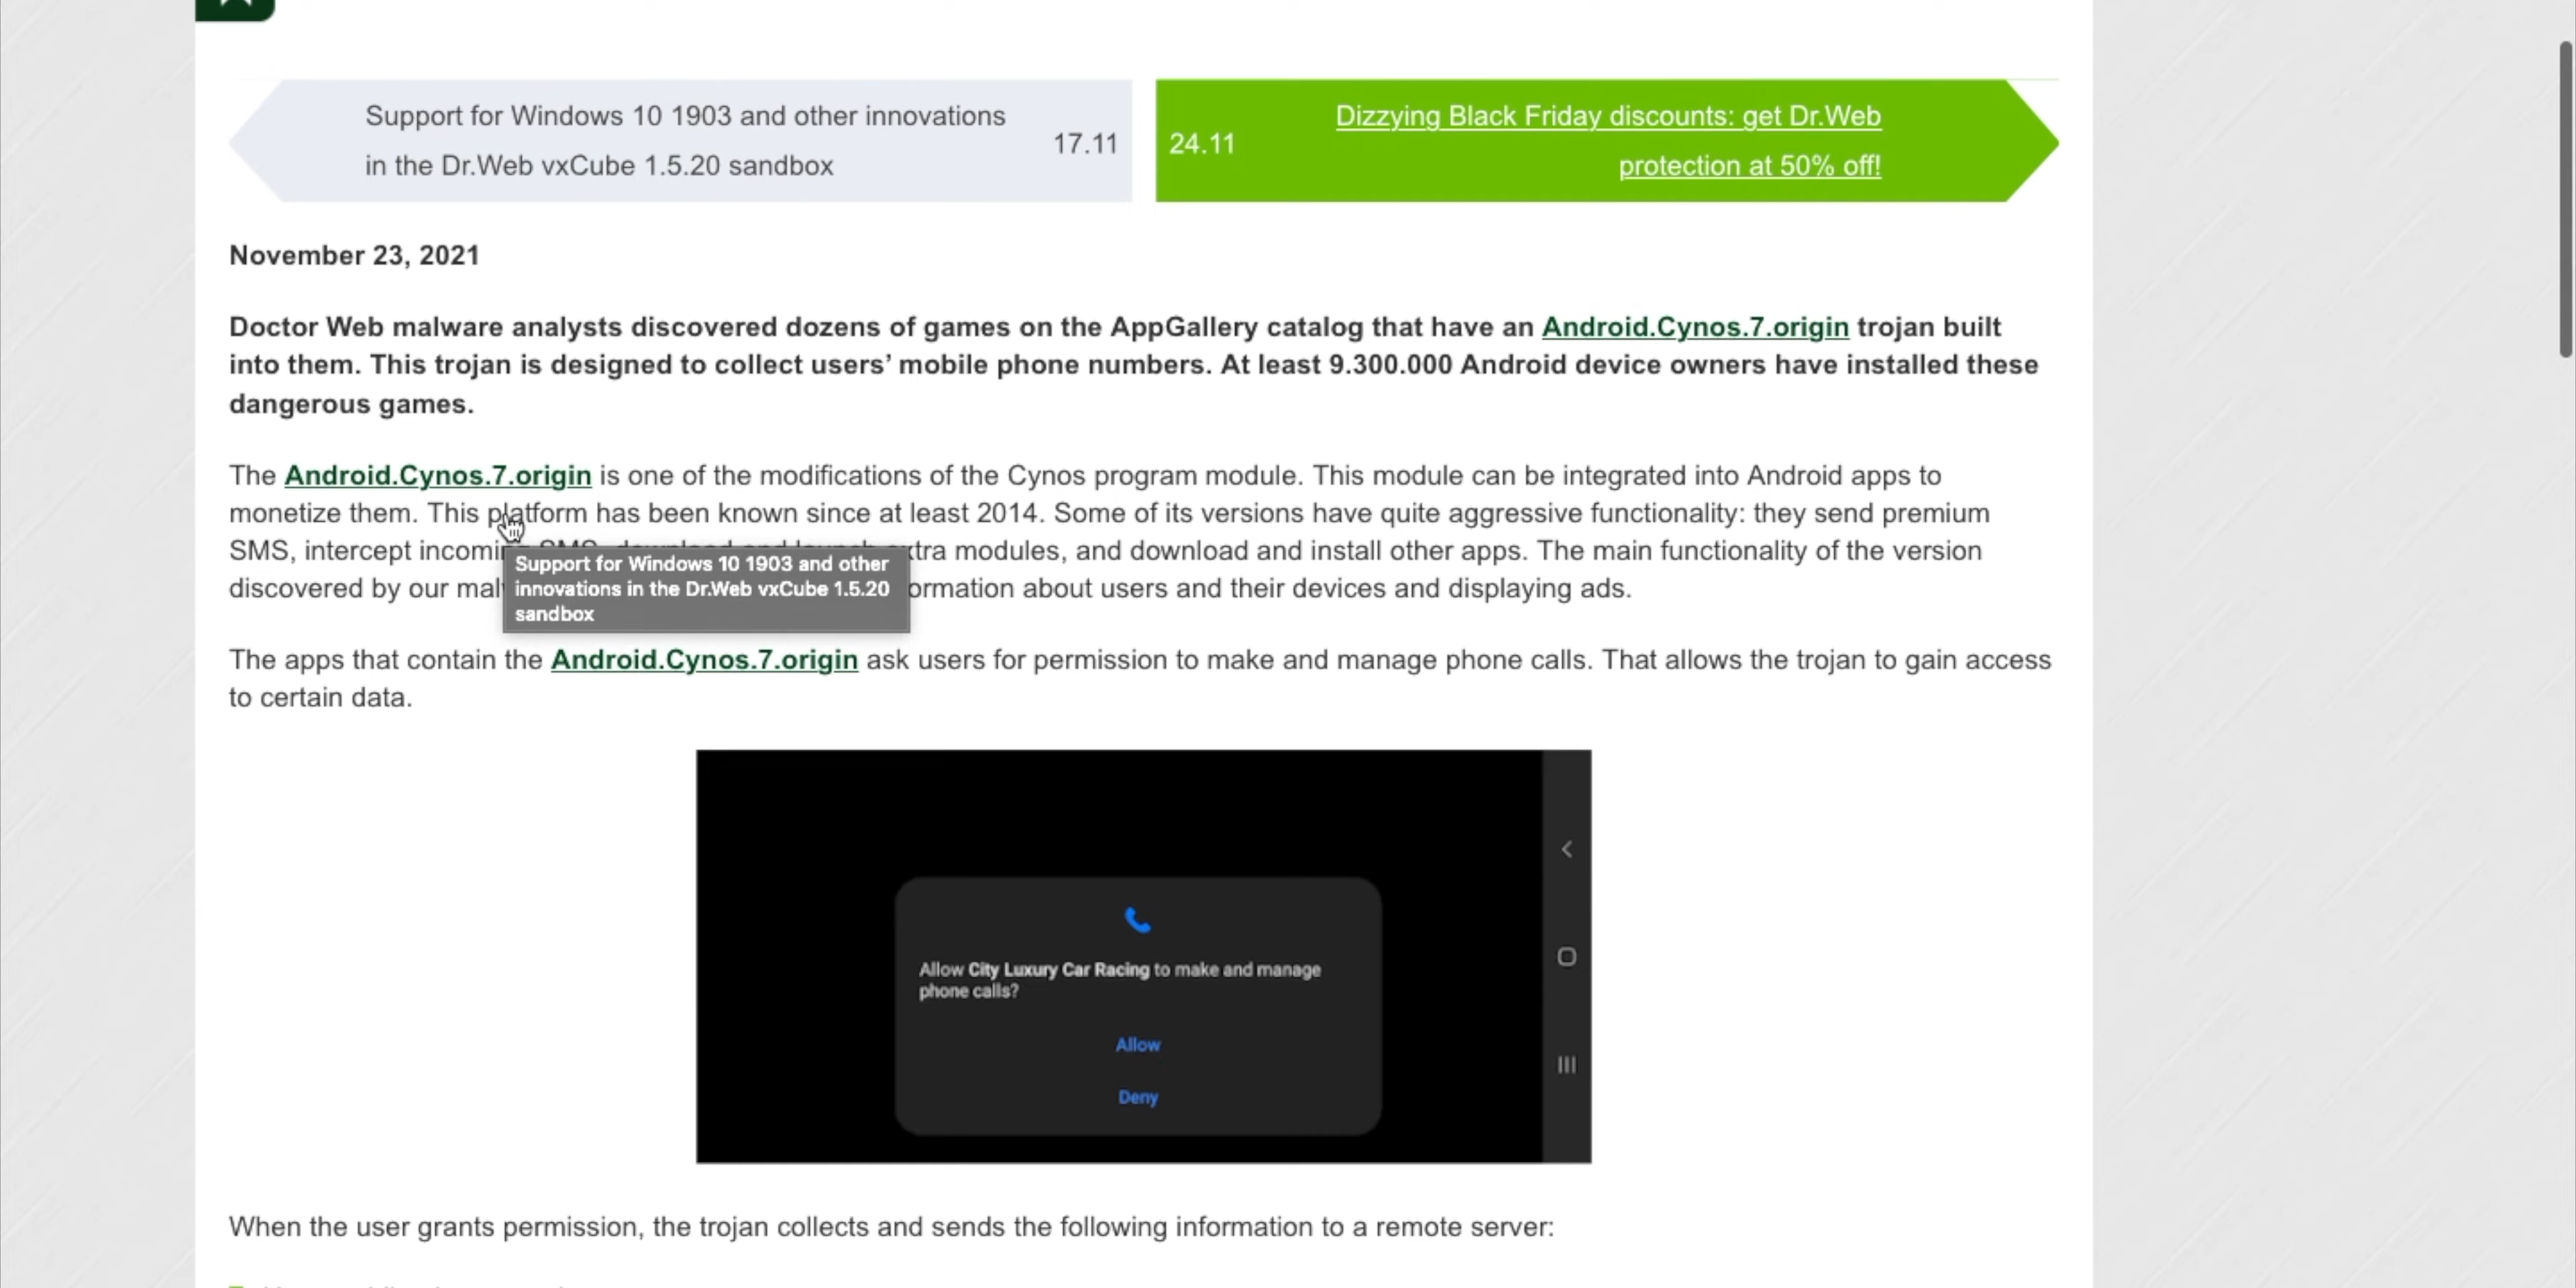 Support for Windows 10 1903 and other innovations
in the Dr.Web vxCube 1.5.20 sandbox
17.11
24.11
Dizzying Black Friday discounts: get Dr.Web
protection at 50% off!
November 23, 2021
Doctor Web malware analysts discovered dozens of games on the AppGallery catalog that have an Android.Cynos.7.origin trojan built
into them. This trojan is designed to collect users’ mobile phone numbers. At least 9.300.000 Android device owners have installed these
dangerous games.
The Android.Cynos.7.origin is one of the modifications of the Cynos program module. This module can be integrated into Android apps to
monetize them. This platform has been known since at least 2014. Some of its versions have quite aggressive functionality: they send premium
SMS, intercept incoming SMS, download and launch extra modules, and download and install other apps. The main functionality of the version
discovered by our mal ormation about users and their devices and displaying ads.
Support for Windows 10 1903 and other
innovations in the Dr.Web vxCube 1.5.20
sandbox
The apps that contain the Android.Cynos.7.origin ask users for permission to make and manage phone calls. That allows the trojan to gain access
to certain data.
Allow City Luxury Car Racing to make and manage
phone calls?
Allow
Deny
When the user grants permission, the trojan collects and sends the following information to a remote server: